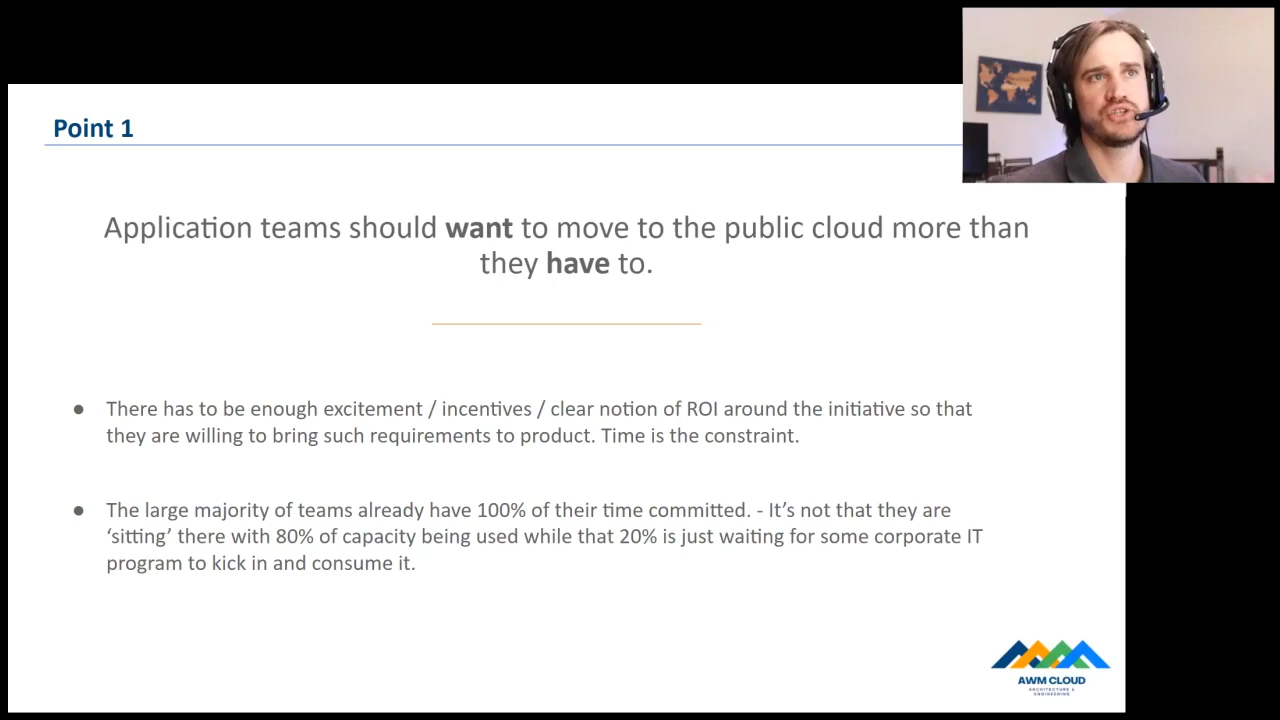 Point 1
Application teams should want to move to the public cloud more than
they have to.
● There has to be enough excitement / incentives / clear notion of ROI around the initiative so that
they are willing to bring such requirements to product. Time is the constraint.
● The large majority of teams already have 100% of their time committed. - It’s not that they are
‘sitting’ there with 80% of capacity being used while that 20% is just waiting for some corporate IT
program to kick in and consume it.
AWM CLOUD
ARCHITECTURE &
ENGINEERING